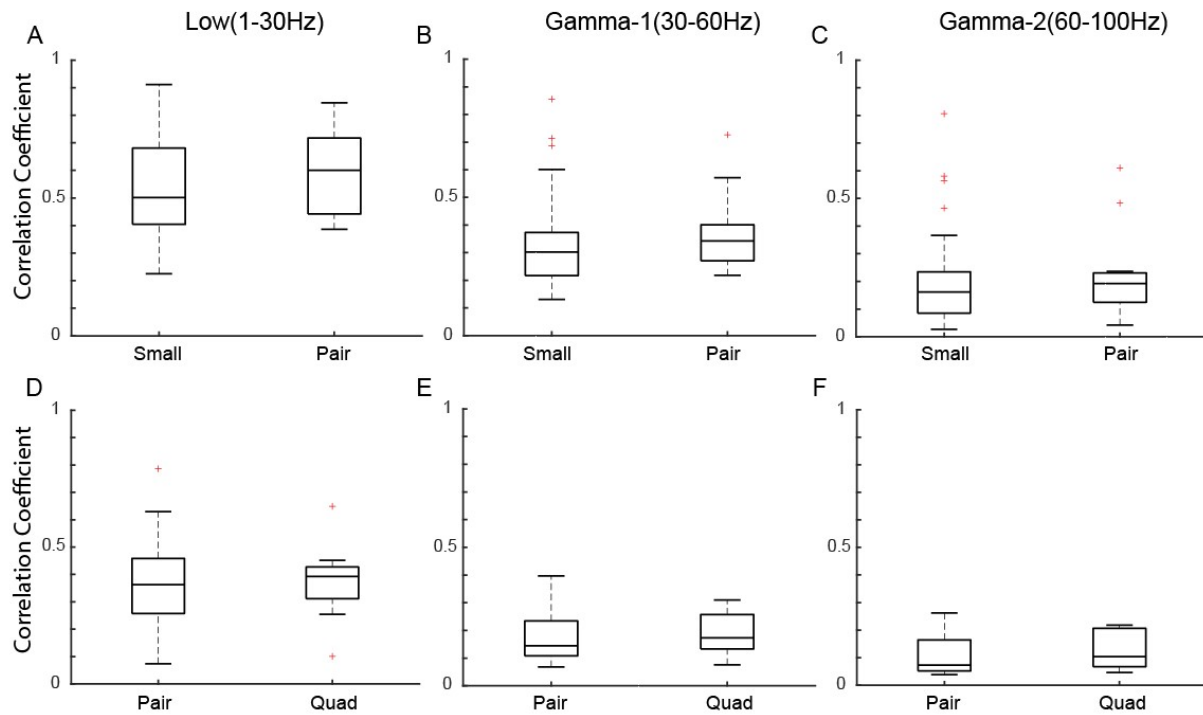 Low(1-30Hz) Gamma-1(30-60Hz) Gamma-2(60-100Hz)
A B C
1 1 1
Correlation Coefficient
0.5 0.5 0.5
0 0 0
Small Pair Small Pair Small Pair
D E F
1 1 1
Correlation Coefficient
0.5 0.5 0.5
0 0 0
Pair Quad Pair Quad Pair Quad